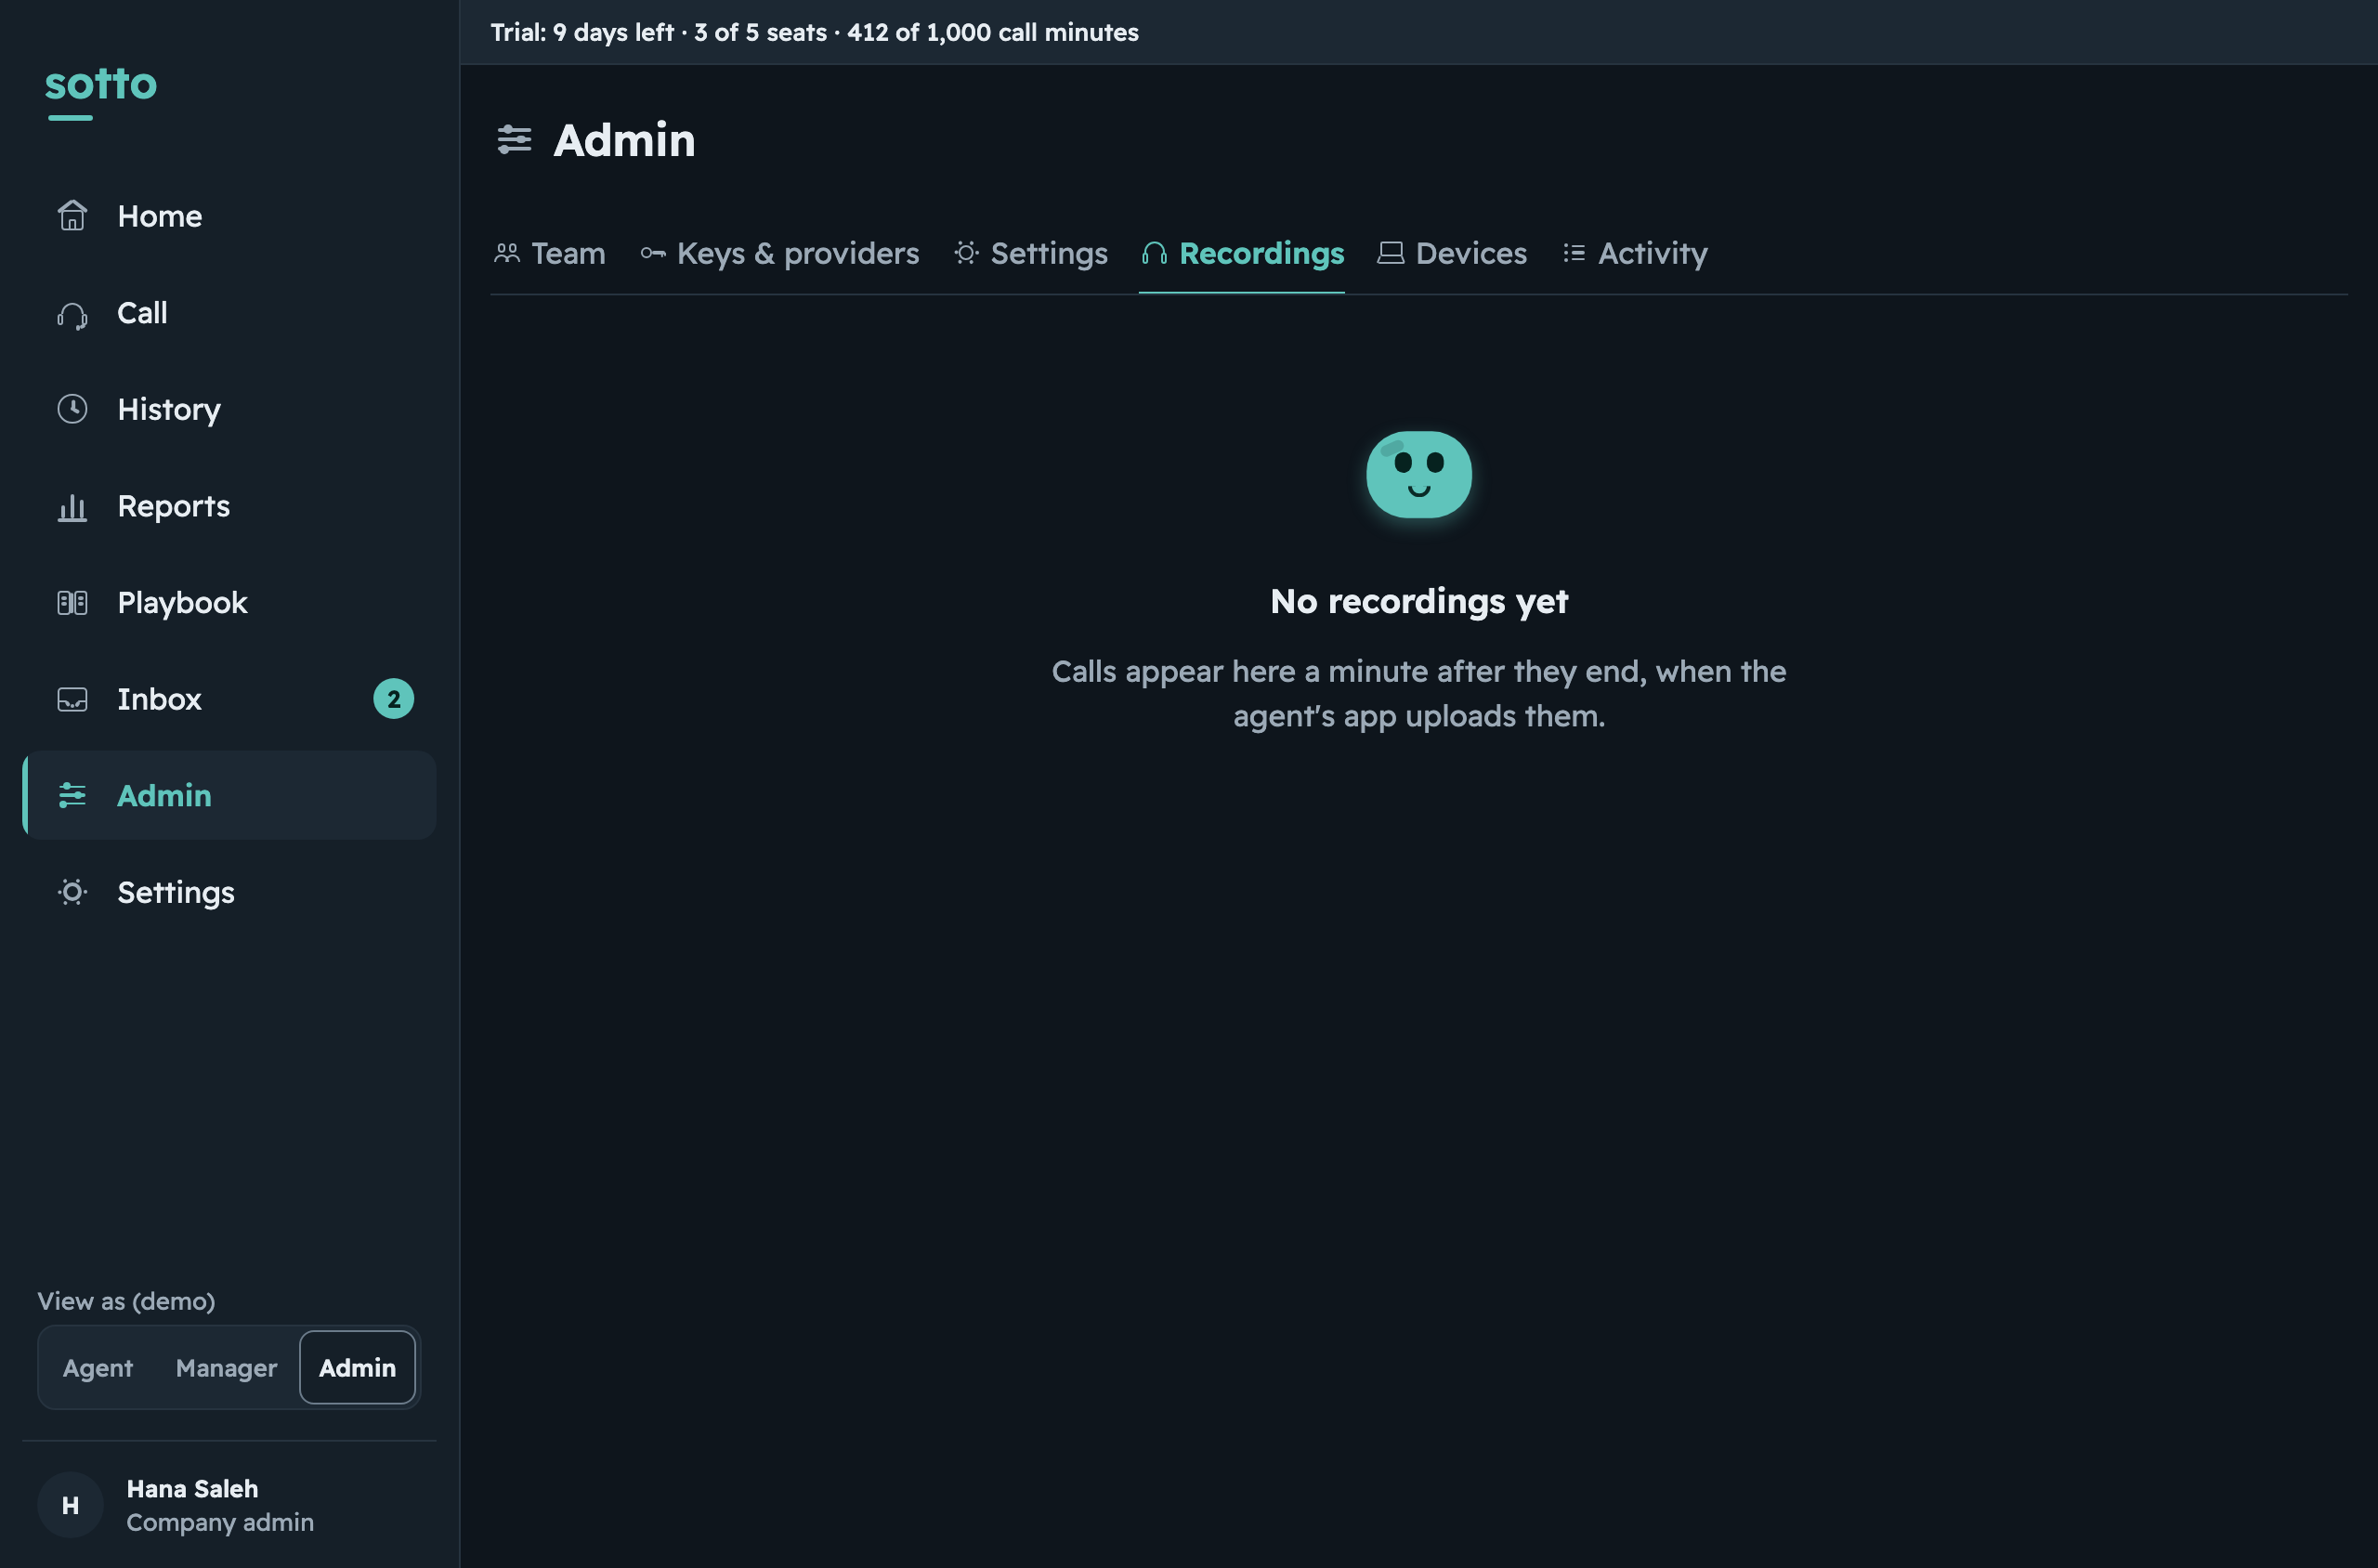 sotto
Home
Call
History
Reports
Playbook
Inbox 2
Admin
Settings
View as (demo)
Agent Manager Admin
H
Hana Saleh
Company admin
Trial: 9 days left · 3 of 5 seats · 412 of 1,000 call minutes
Admin
Team Keys & providers Settings Recordings Devices Activity
No recordings yet
Calls appear here a minute after they end, when the
agent's app uploads them.